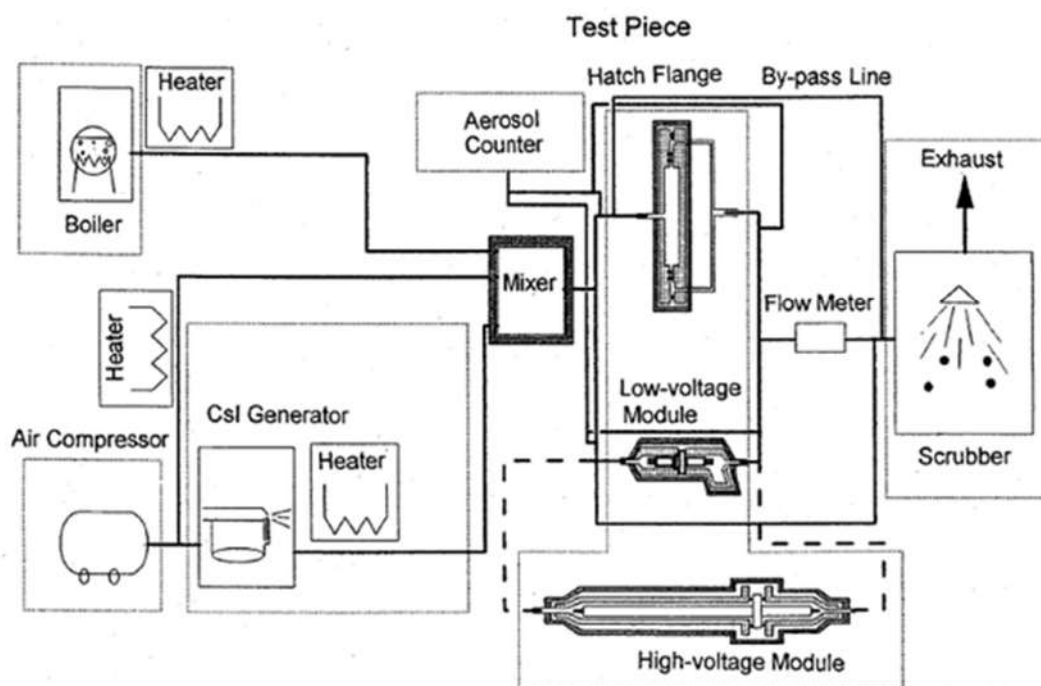 Test Piece
Hatch Flange
By-pass Line
Heater
Aerosol
Counter
Exhaust
Boiler
Mixer
Flow Meter
Heater
Low-voltage
Module
CsI Generator
Air Compressor
Heater
Scrubber
High-voltage Module